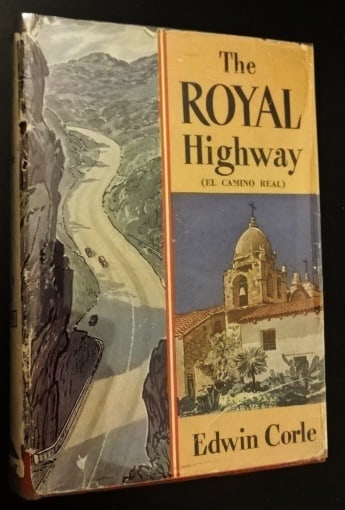 The
ROYAL
Highway
(EL CAMINO REAL)
Edwin Corle